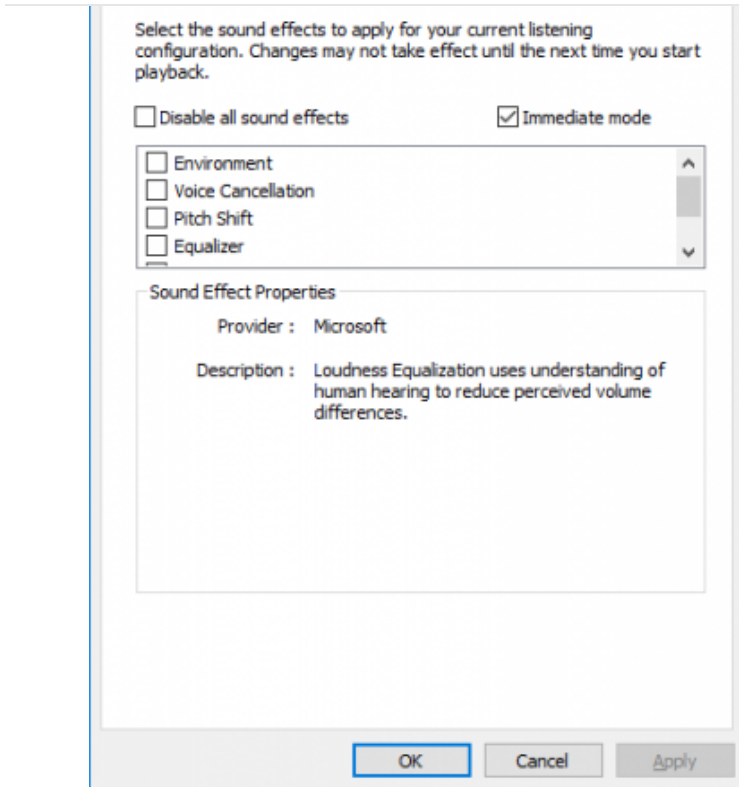 Select the sound effects to apply for your current listening
configuration. Changes may not take effect until the next time you start
playback.
Disable all sound effects
Immediate mode
Environment
Voice Cancellation
Pitch Shift
Equalizer
Sound Effect Properties
Provider : Microsoft
Description : Loudness Equalization uses understanding of
human hearing to reduce perceived volume
differences.
OK
Cancel
Apply